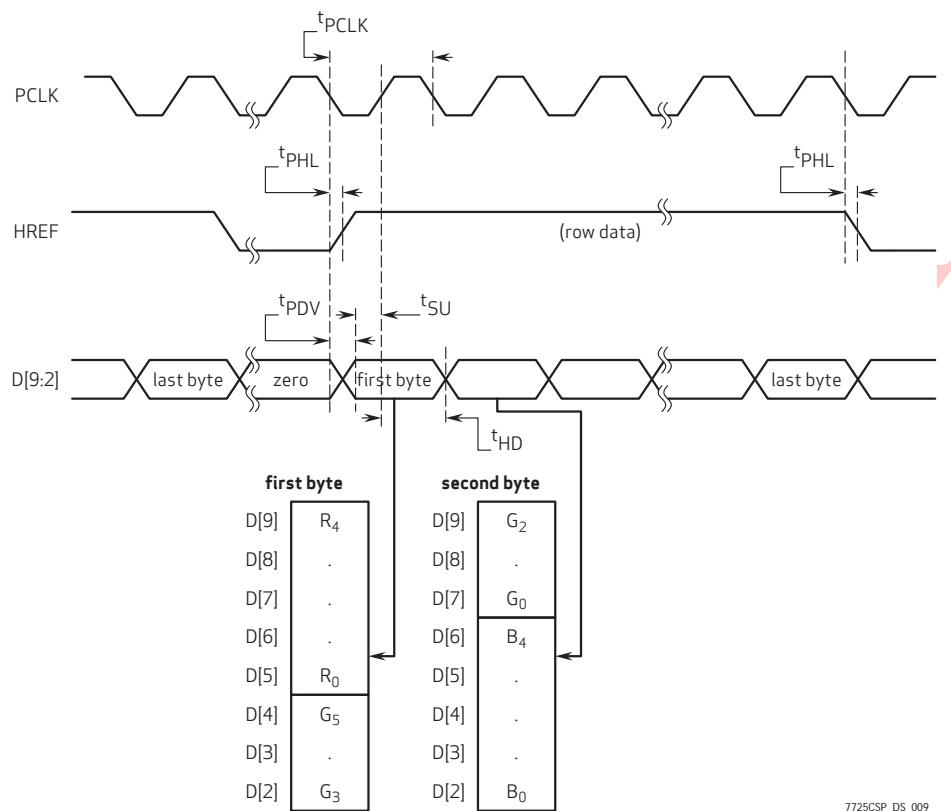 tPCLK
PCLK
tPHL tPHL
HREF
(row data)
tPDV tSU
D[9:2] last byte zero first byte last byte
tHD
first byte second byte
D[9] R4 D[9] G2
D[8] . D[8] .
D[7] . D[7] G0
D[6] . D[6] B4
D[5] R0 D[5] .
D[4] G5 D[4] .
D[3] . D[3] .
D[2] G3 D[2] B0
7725CSP_DS_009